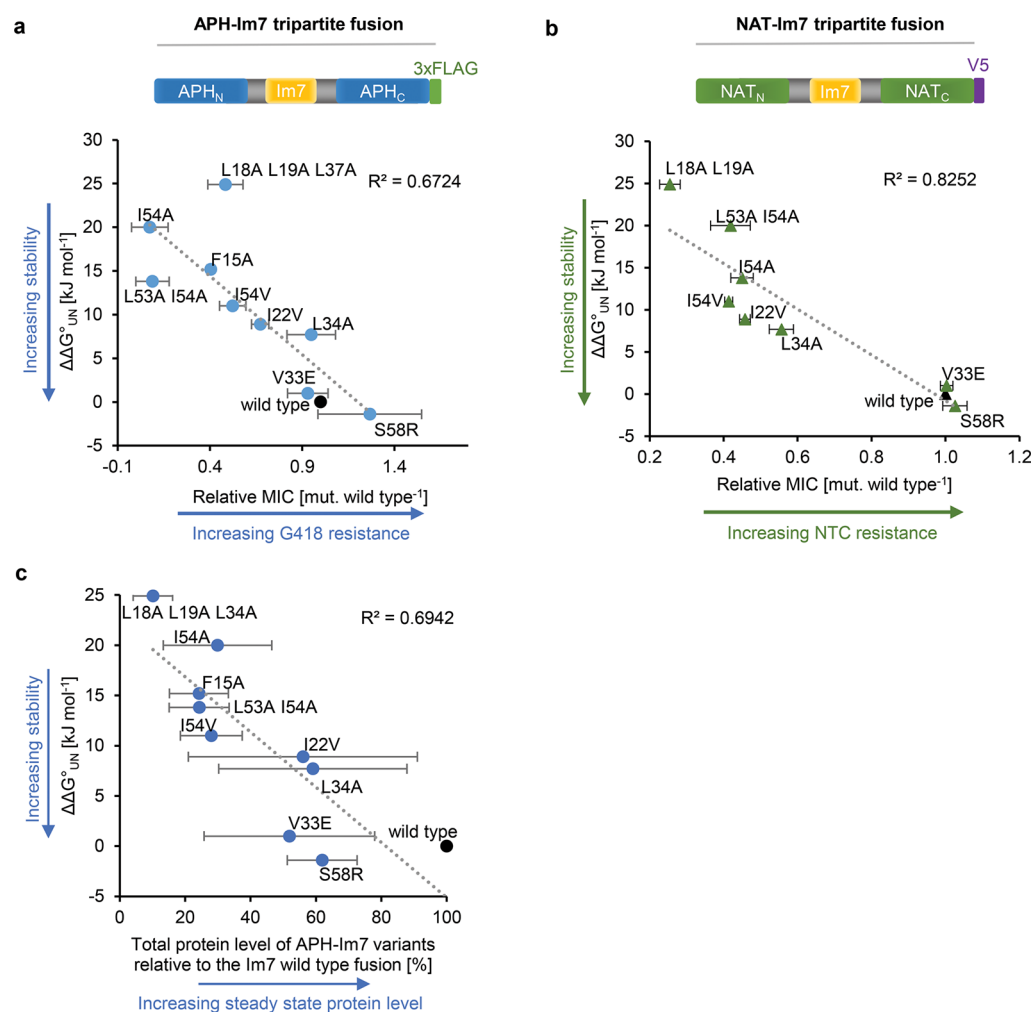 a
APH-Im7 tripartite fusion
3xFLAG
APHN Im7 APHC
30
25
20
15
10
5
0
-5
Increasing stability
ΔΔG°UN [kJ mol-1]
L18A L19A L37A
R² = 0.6724
I54A
F15A
L53A I54A
I54V
I22V
L34A
V33E
wild type
S58R
-0.1 0.4 0.9 1.4
Relative MIC [mut. wild type-1]
Increasing G418 resistance
b
NAT-Im7 tripartite fusion
V5
NATN Im7 NATC
30
25
20
15
10
5
0
-5
Increasing stability
ΔΔG°UN [kJ mol-1]
L18A L19A
R² = 0.8252
L53A I54A
I54A
I54V
I22V
L34A
V33E
wild type
S58R
0.2 0.4 0.6 0.8 1.0 1.2
Relative MIC [mut. wild type-1]
Increasing NTC resistance
c
25
20
15
10
5
0
-5
Increasing stability
ΔΔG°UN [kJ mol-1]
L18A L19A L34A
R² = 0.6942
I54A
F15A
L53A I54A
I54V
I22V
L34A
V33E
wild type
S58R
0 20 40 60 80 100
Total protein level of APH-Im7 variants
relative to the Im7 wild type fusion [%]
Increasing steady state protein level